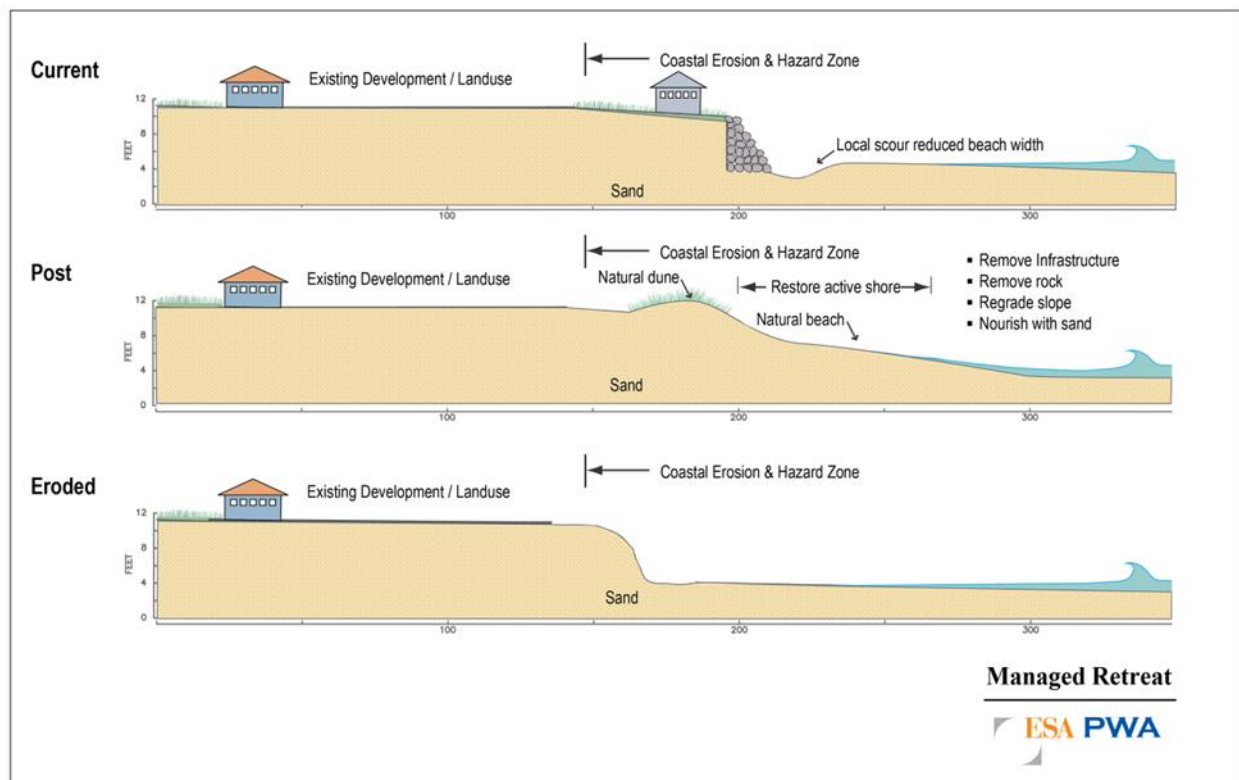 Current
Existing Development / Landuse
Coastal Erosion & Hazard Zone
Local scour reduced beach width
Sand
FEET
12
8
4
0
100
200
300
Post
Existing Development / Landuse
Coastal Erosion & Hazard Zone
Natural dune
Restore active shore
Natural beach
▪ Remove Infrastructure
▪ Remove rock
▪ Regrade slope
▪ Nourish with sand
Sand
FEET
12
8
4
0
100
200
300
Eroded
Existing Development / Landuse
Coastal Erosion & Hazard Zone
Sand
FEET
12
8
4
0
100
200
300
Managed Retreat
ESA PWA